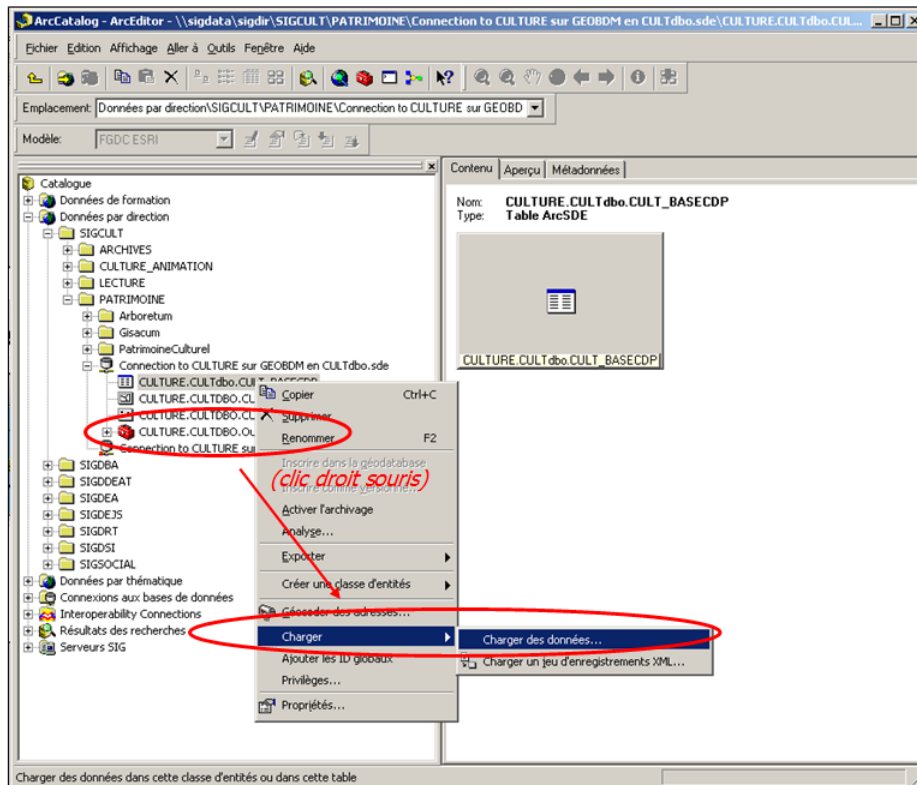 ArcCatalog - ArcEditor - \\sigdata\sigdir\SIGCULT\PATRIMOINE\Connection to CULTURE sur GEOBDM en CULTdbo.sde\CULTURE.CULTdbo.CUL...
Fichier Edition Affichage Aller à Outils Fenêtre Aide
Emplacement: Données par direction\SIGCULT\PATRIMOINE\Connection to CULTURE sur GEOBD
Modèle: FGDC ESRI
Catalogue
Données de formation
Données par direction
SIGCULT
ARCHIVES
CULTURE_ANIMATION
LECTURE
PATRIMOINE
Arboretum
Gisacum
PatrimoineCulturel
Connection to CULTURE sur GEOBDM en CULTdbo.sde
CULTURE.CULTdbo.CULT_BASECDP
CULTURE.CULTDBO.CU
CULTURE.CULTDBO.CU
CULTURE.CULTDBO.Ou
Connection to CULTURE su
SIGDBA
SIGDDEAT
SIGDEA
SIGDEJS
SIGDRT
SIGDSI
SIGSOCIAL
Données par thématique
Connexions aux bases de données
Interoperability Connections
Résultats des recherches
Serveurs SIG
Copier Ctrl+C
Supprimer
Renommer F2
Inscrire dans la géodatabase
(clic droit souris)
Inscrire comme versionné...
Activer l'archivage
Analyse...
Exporter
Créer une classe d'entités
Géocoder des adresses...
Charger
Ajouter les ID globaux
Privilèges...
Propriétés...
Charger des données...
Charger un jeu d'enregistrements XML...
Contenu Aperçu Métadonnées
Nom: CULTURE.CULTdbo.CULT_BASECDP
Type: Table ArcSDE
CULTURE.CULTdbo.CULT_BASECDP
Charger des données dans cette classe d'entités ou dans cette table